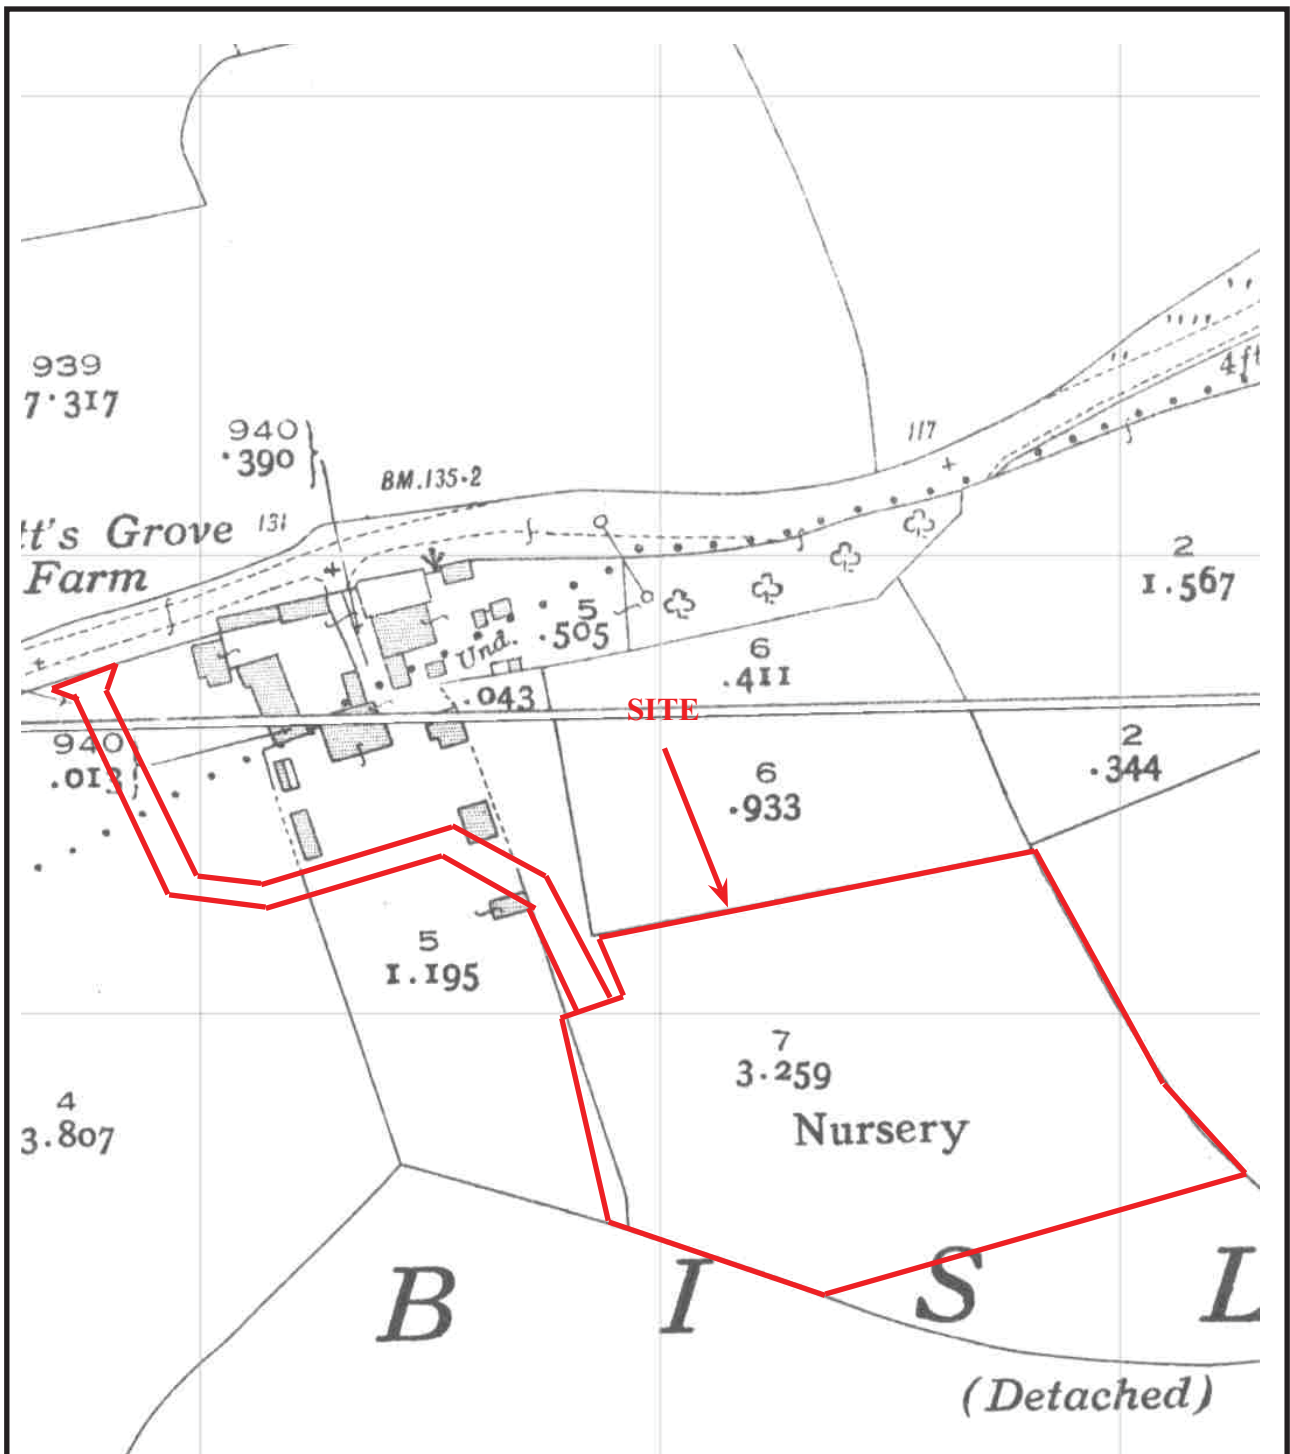 939
7·317
940
·390
BM.135·2
117
4ft
tt's Grove
131
Farm
2
1.567
5
.505
Und.
6
.411
.043
SITE
940
.013
2
.344
6
.933
5
1.195
7
3.259
Nursery
4
3.807
B I S L
(Detached)